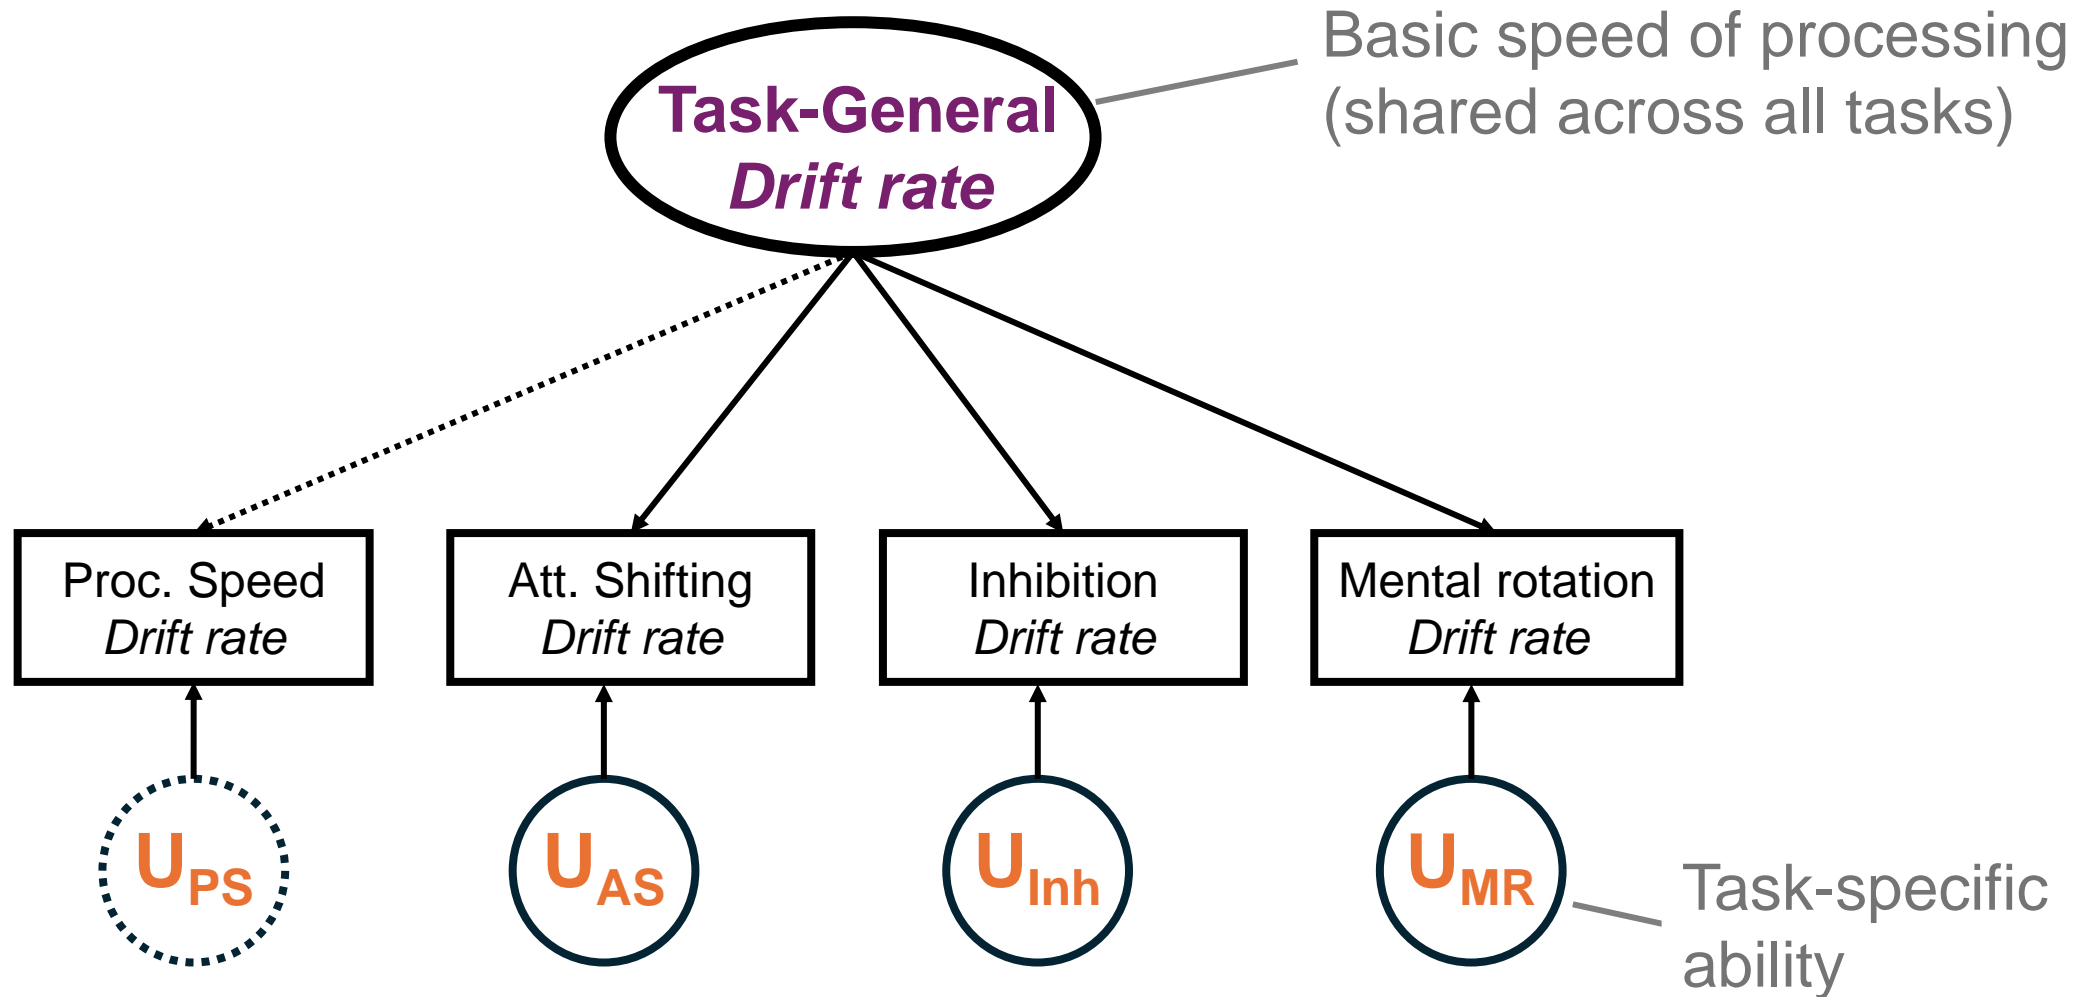 Basic speed of processing
(shared across all tasks)
Task-General
Drift rate
Proc. Speed
Drift rate
Att. Shifting
Drift rate
Inhibition
Drift rate
Mental rotation
Drift rate
UPS
UAS
UInh
UMR
Task-specific
ability